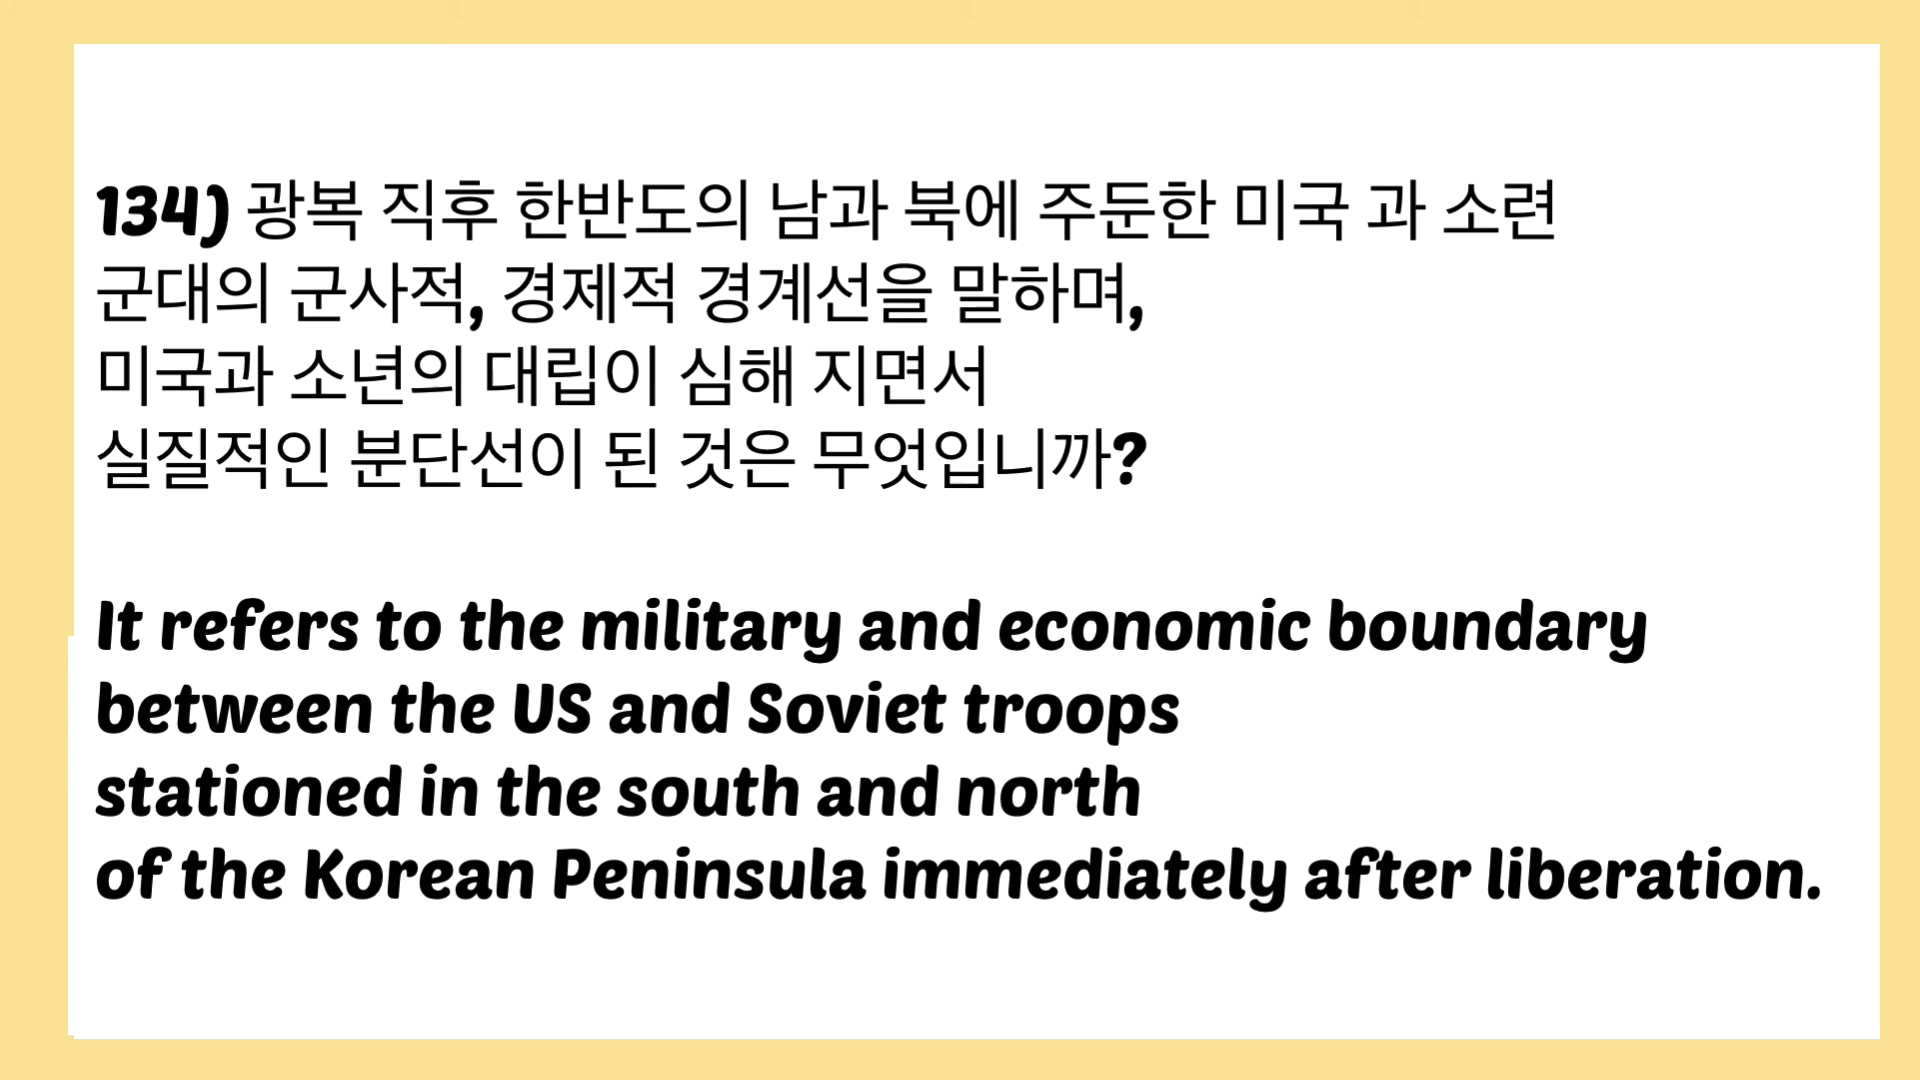 134) 광복 직후 한반도의 남과 북에 주둔한 미국 과 소련
군대의 군사적, 경제적 경계선을 말하며,
미국과 소년의 대립이 심해 지면서
실질적인 분단선이 된 것은 무엇입니까?
It refers to the military and economic boundary
between the US and Soviet troops
stationed in the south and north
of the Korean Peninsula immediately after liberation.